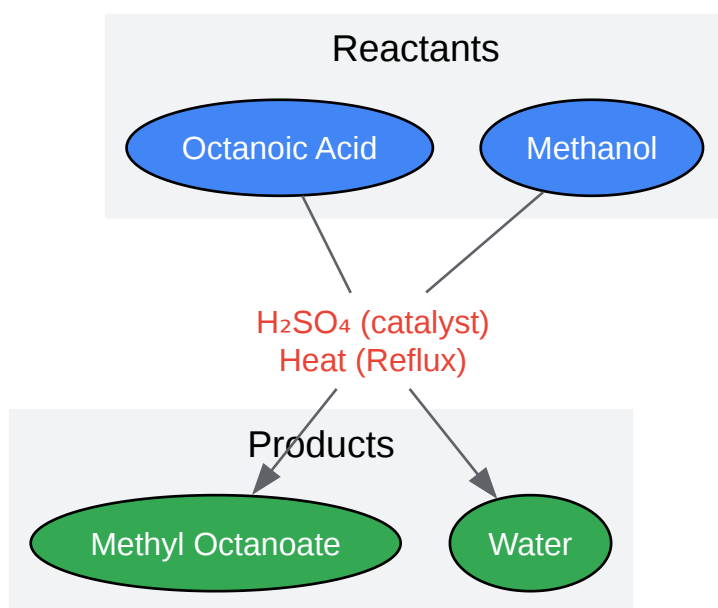 Reactants
Octanoic Acid
Methanol
H₂SO₄ (catalyst)
Heat (Reflux)
Products
Methyl Octanoate
Water